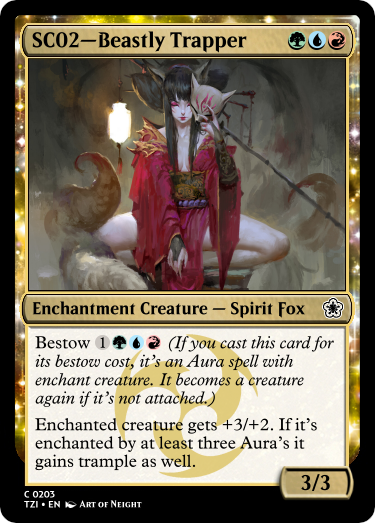 SC02—Beastly Trapper
Enchantment Creature — Spirit Fox
Bestow 1 (If you cast this card for
its bestow cost, it's an Aura spell with
enchant creature. It becomes a creature
again if it's not attached.)
Enchanted creature gets +3/+2. If it's
enchanted by at least three Aura's it
gains trample as well.
3/3
C 0203
TZI • EN Art of Neight